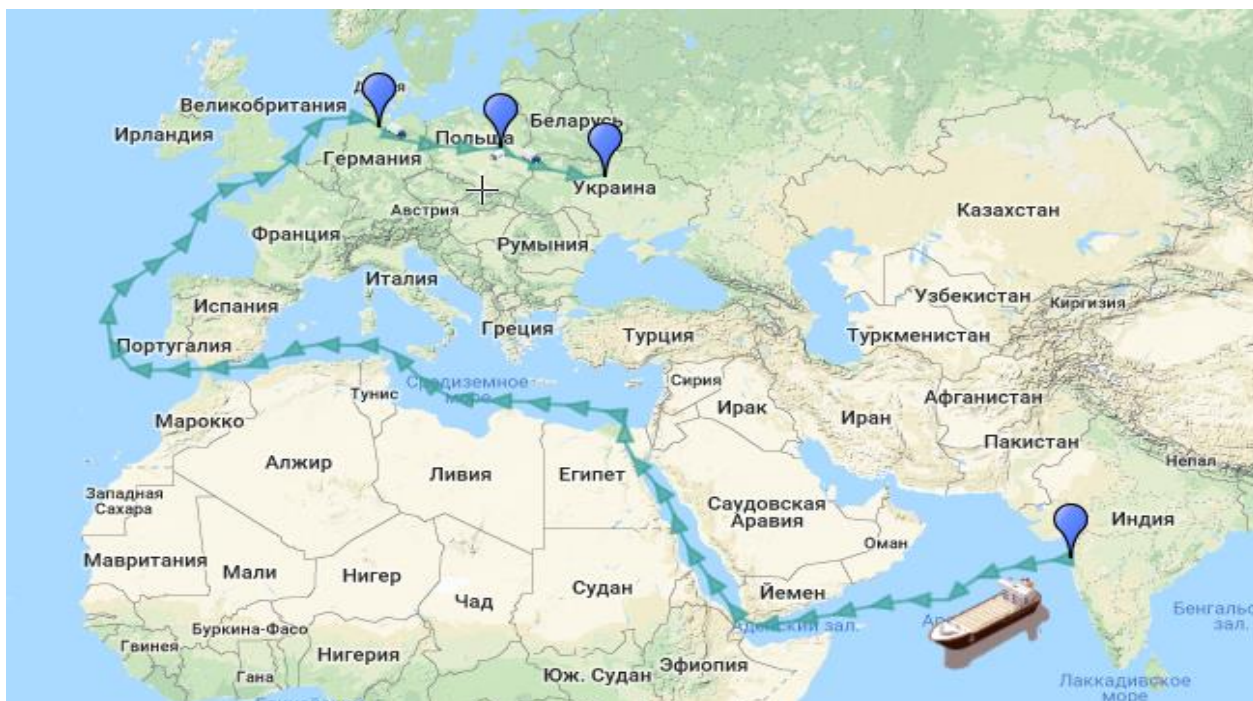 Великобритания
Ирландия
Беларусь
Польша
Германия
Украина
Казахстан
Австрия
Франция
Румыния
Италия
Испания
Узбекистан
Киргизия
Греция
Турция
Туркменистан
Португалия
Сирия
Средиземное
море
Тунис
Афганистан
Ирак
Иран
Марокко
Пакистан
Непал
Алжир
Ливия
Египет
Западная
Сахара
Саудовская
Аравия
Индия
Оман
Мавритания
Мали
Нигер
Судан
Йемен
Чад
Бенгальс
зал.
Аденский зал.
Буркина-Фасо
Гвинея
Нигерия
Гана
Эфиопия
Юж. Судан
Лаккадивское
море